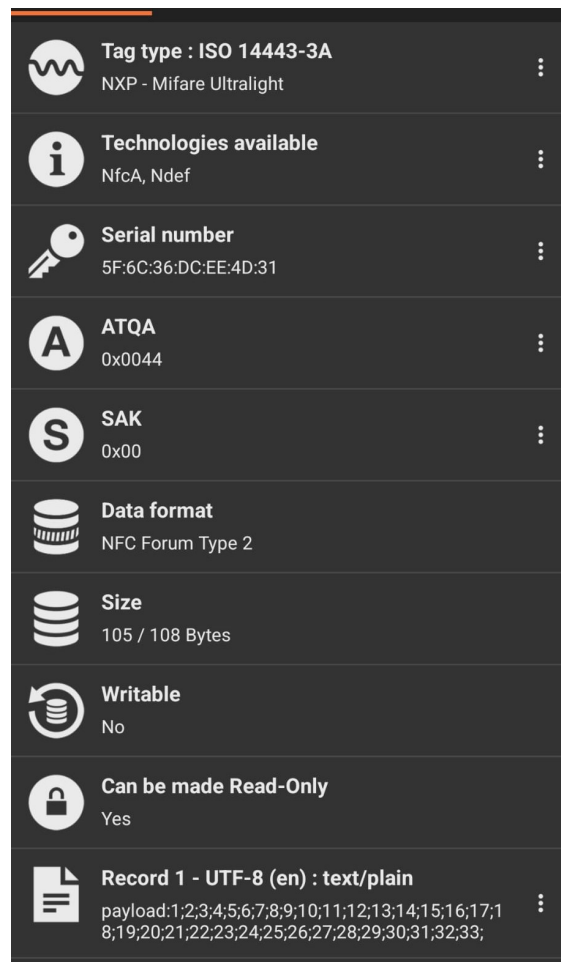 Tag type : ISO 14443-3A
NXP - Mifare Ultralight
Technologies available
NfcA, Ndef
Serial number
5F:6C:36:DC:EE:4D:31
ATQA
0x0044
SAK
0x00
Data format
NFC Forum Type 2
Size
105 / 108 Bytes
Writable
No
Can be made Read-Only
Yes
Record 1 - UTF-8 (en) : text/plain
payload:1;2;3;4;5;6;7;8;9;10;11;12;13;14;15;16;17;1
8;19;20;21;22;23;24;25;26;27;28;29;30;31;32;33;